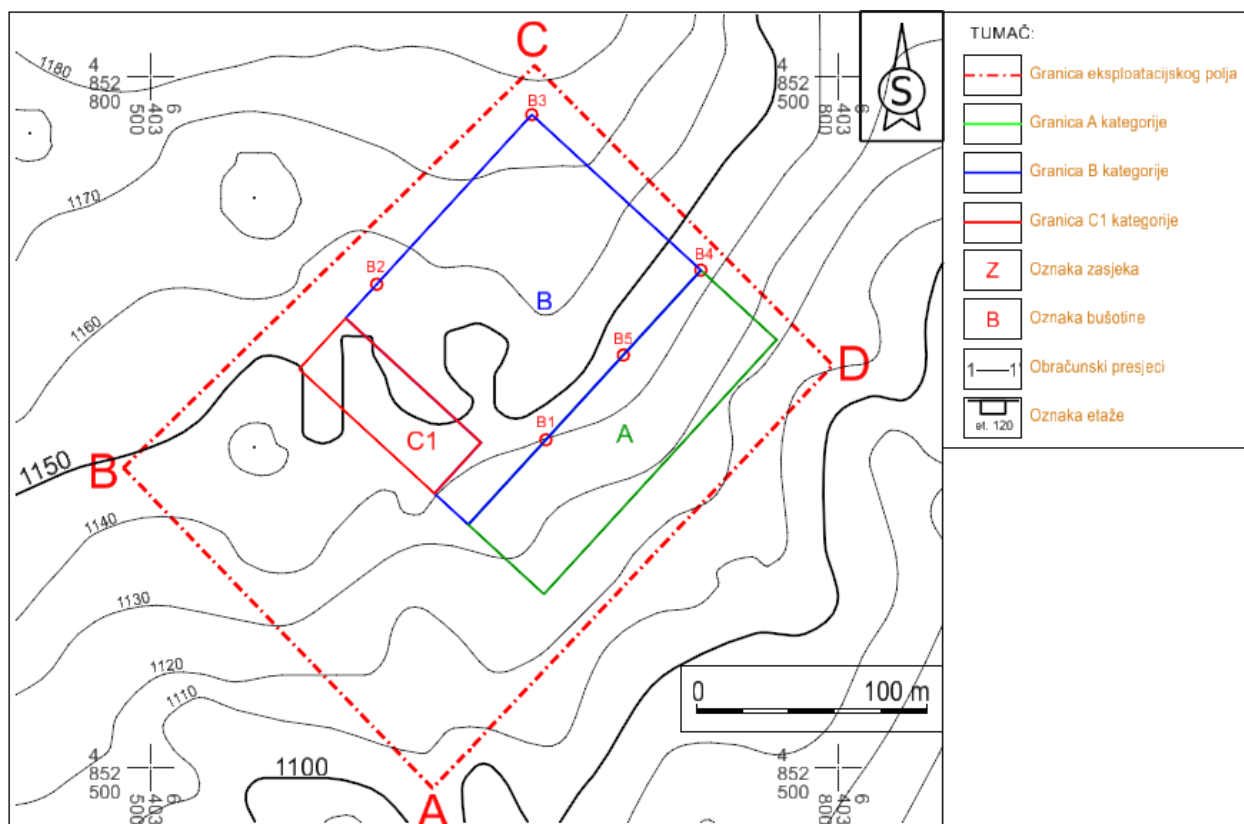 C
1180
4
852
800
6
403
500
B3
4
852
500
6
403
800
S
1170
B2
B4
B
1160
B5
D
B1
A
C1
1150
B
1140
1130
1120
1110
0 100 m
1100
4
852
500
6
403
500
A
4
852
500
6
403
800
TUMAČ:
Granica eksploatacijskog polja
Granica A kategorije
Granica B kategorije
Granica C1 kategorije
Z Oznaka zasjeka
B Oznaka bušotine
1 1' Obračunski presjeci
et. 120 Oznaka etaže